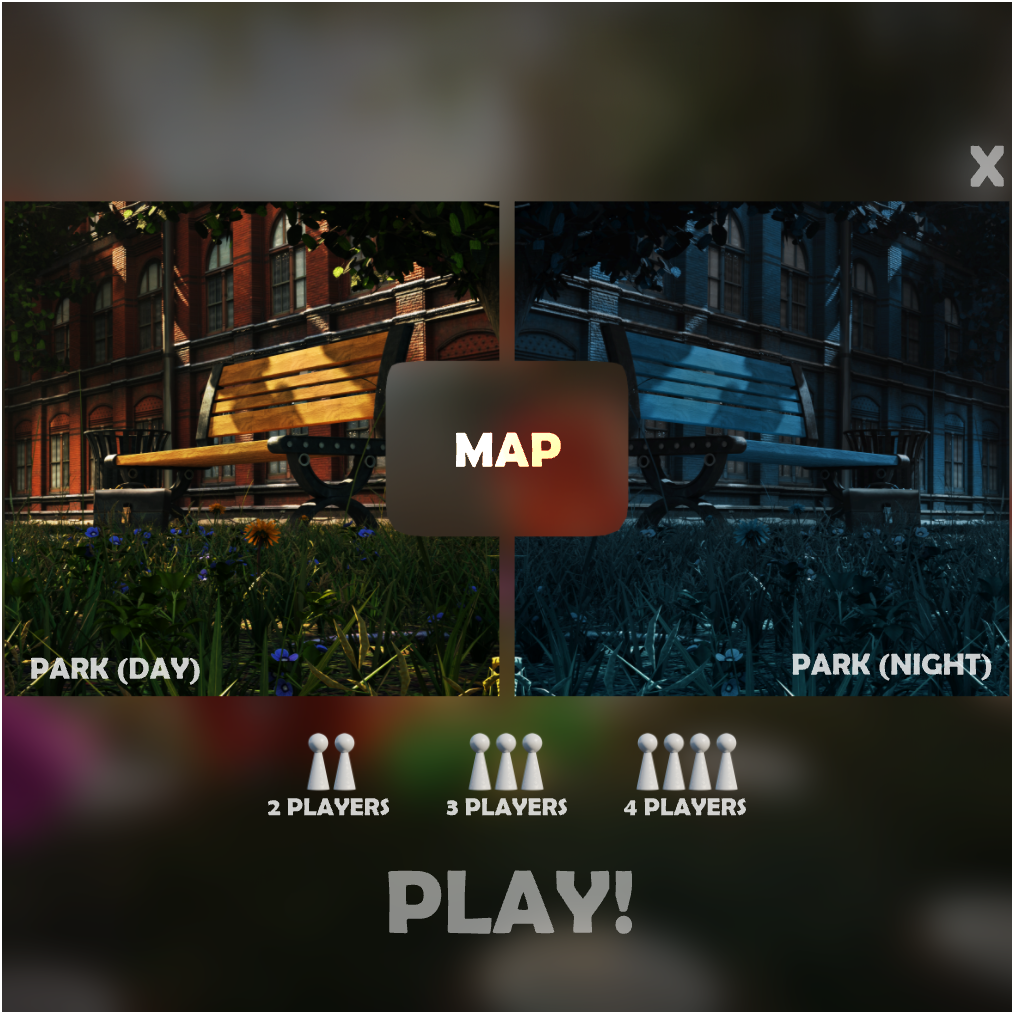 X
MAP
PARK (DAY)
PARK (NIGHT)
2 PLAYERS
3 PLAYERS
4 PLAYERS
PLAY!